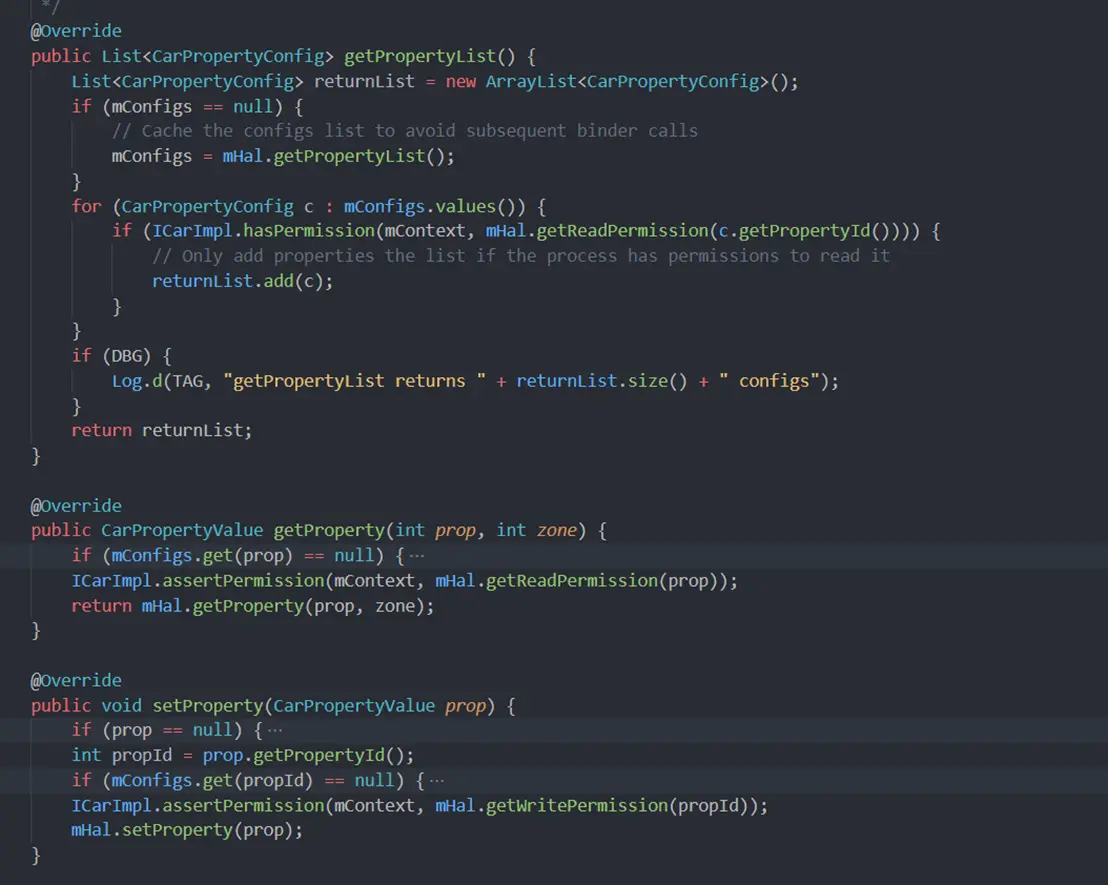 */
@Override
public List<CarPropertyConfig> getPropertyList() {
    List<CarPropertyConfig> returnList = new ArrayList<CarPropertyConfig>();
    if (mConfigs == null) {
        // Cache the configs list to avoid subsequent binder calls
        mConfigs = mHal.getPropertyList();
    }
    for (CarPropertyConfig c : mConfigs.values()) {
        if (ICarImpl.hasPermission(mContext, mHal.getReadPermission(c.getPropertyId()))) {
            // Only add properties the list if the process has permissions to read it
            returnList.add(c);
        }
    }
    if (DBG) {
        Log.d(TAG, "getPropertyList returns " + returnList.size() + " configs");
    }
    return returnList;
}
@Override
public CarPropertyValue getProperty(int prop, int zone) {
    if (mConfigs.get(prop) == null) {···
    ICarImpl.assertPermission(mContext, mHal.getReadPermission(prop));
    return mHal.getProperty(prop, zone);
}
@Override
public void setProperty(CarPropertyValue prop) {
    if (prop == null) {···
    int propId = prop.getPropertyId();
    if (mConfigs.get(propId) == null) {···
    ICarImpl.assertPermission(mContext, mHal.getWritePermission(propId));
    mHal.setProperty(prop);
}